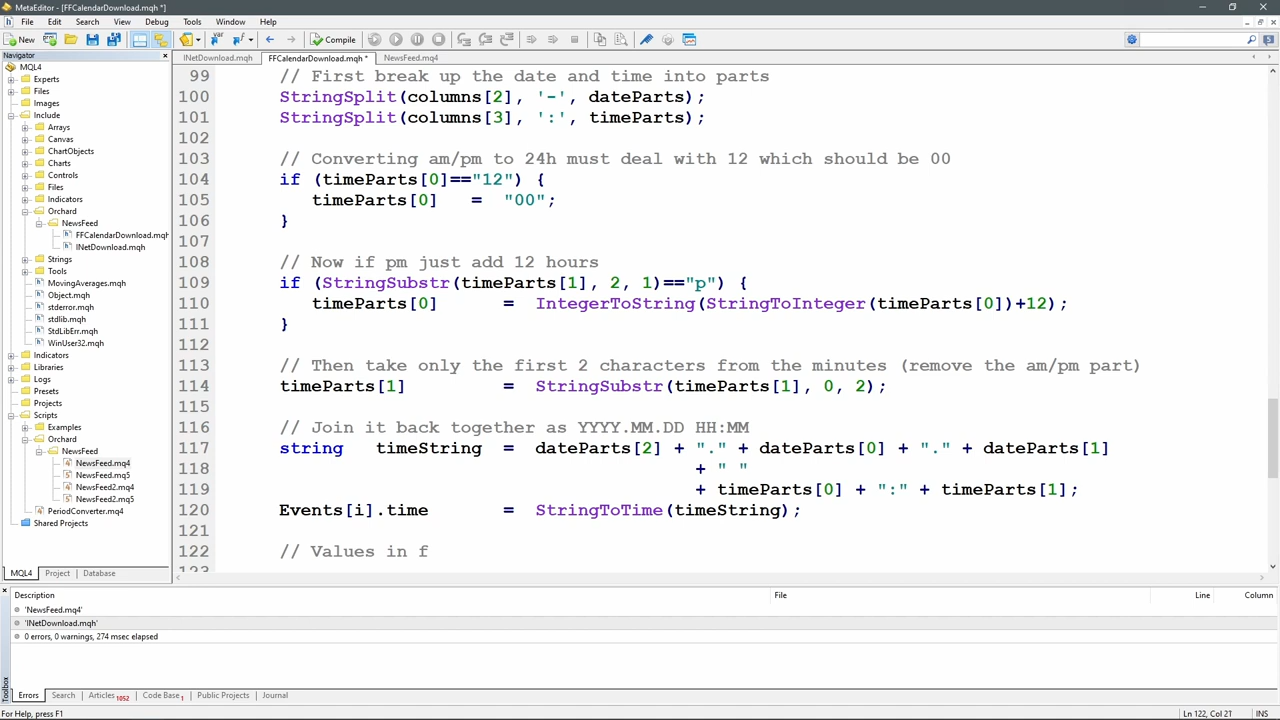 MetaEditor - [FFCalendarDownload.mqh *]
File Edit Search View Debug Tools Window Help
New Compile
Navigator
INetDownload.mqh FFCalendarDownload.mqh * NewsFeed.mq4
MQL4
Experts
Files
Images
Include
Arrays
Canvas
ChartObjects
Charts
Controls
Files
Indicators
Orchard
NewsFeed
FFCalendarDownload.mqh
INetDownload.mqh
Strings
Tools
MovingAverages.mqh
Object.mqh
stderror.mqh
stdlib.mqh
StdLibErr.mqh
WinUser32.mqh
Indicators
Libraries
Logs
Presets
Projects
Scripts
Examples
Orchard
NewsFeed
NewsFeed.mq4
NewsFeed.mq5
NewsFeed2.mq4
NewsFeed2.mq5
PeriodConverter.mq4
Shared Projects
MQL4 Project Database
99 // First break up the date and time into parts
100 StringSplit(columns[2], '-', dateParts);
101 StringSplit(columns[3], ':', timeParts);
102
103 // Converting am/pm to 24h must deal with 12 which should be 00
104 if (timeParts[0]=="12") {
105 timeParts[0] = "00";
106 }
107
108 // Now if pm just add 12 hours
109 if (StringSubstr(timeParts[1], 2, 1)=="p") {
110 timeParts[0] = IntegerToString(StringToInteger(timeParts[0])+12);
111 }
112
113 // Then take only the first 2 characters from the minutes (remove the am/pm part)
114 timeParts[1] = StringSubstr(timeParts[1], 0, 2);
115
116 // Join it back together as YYYY.MM.DD HH:MM
117 string timeString = dateParts[2] + "." + dateParts[0] + "." + dateParts[1]
118 + " "
119 + timeParts[0] + ":" + timeParts[1];
120 Events[i].time = StringToTime(timeString);
121
122 // Values in f
123
Description File Line Column
'NewsFeed.mq4'
'INetDownload.mqh'
0 errors, 0 warnings, 274 msec elapsed
Toolbox
Errors Search Articles 1052 Code Base 1 Public Projects Journal
For Help, press F1 Ln 122, Col 21 INS